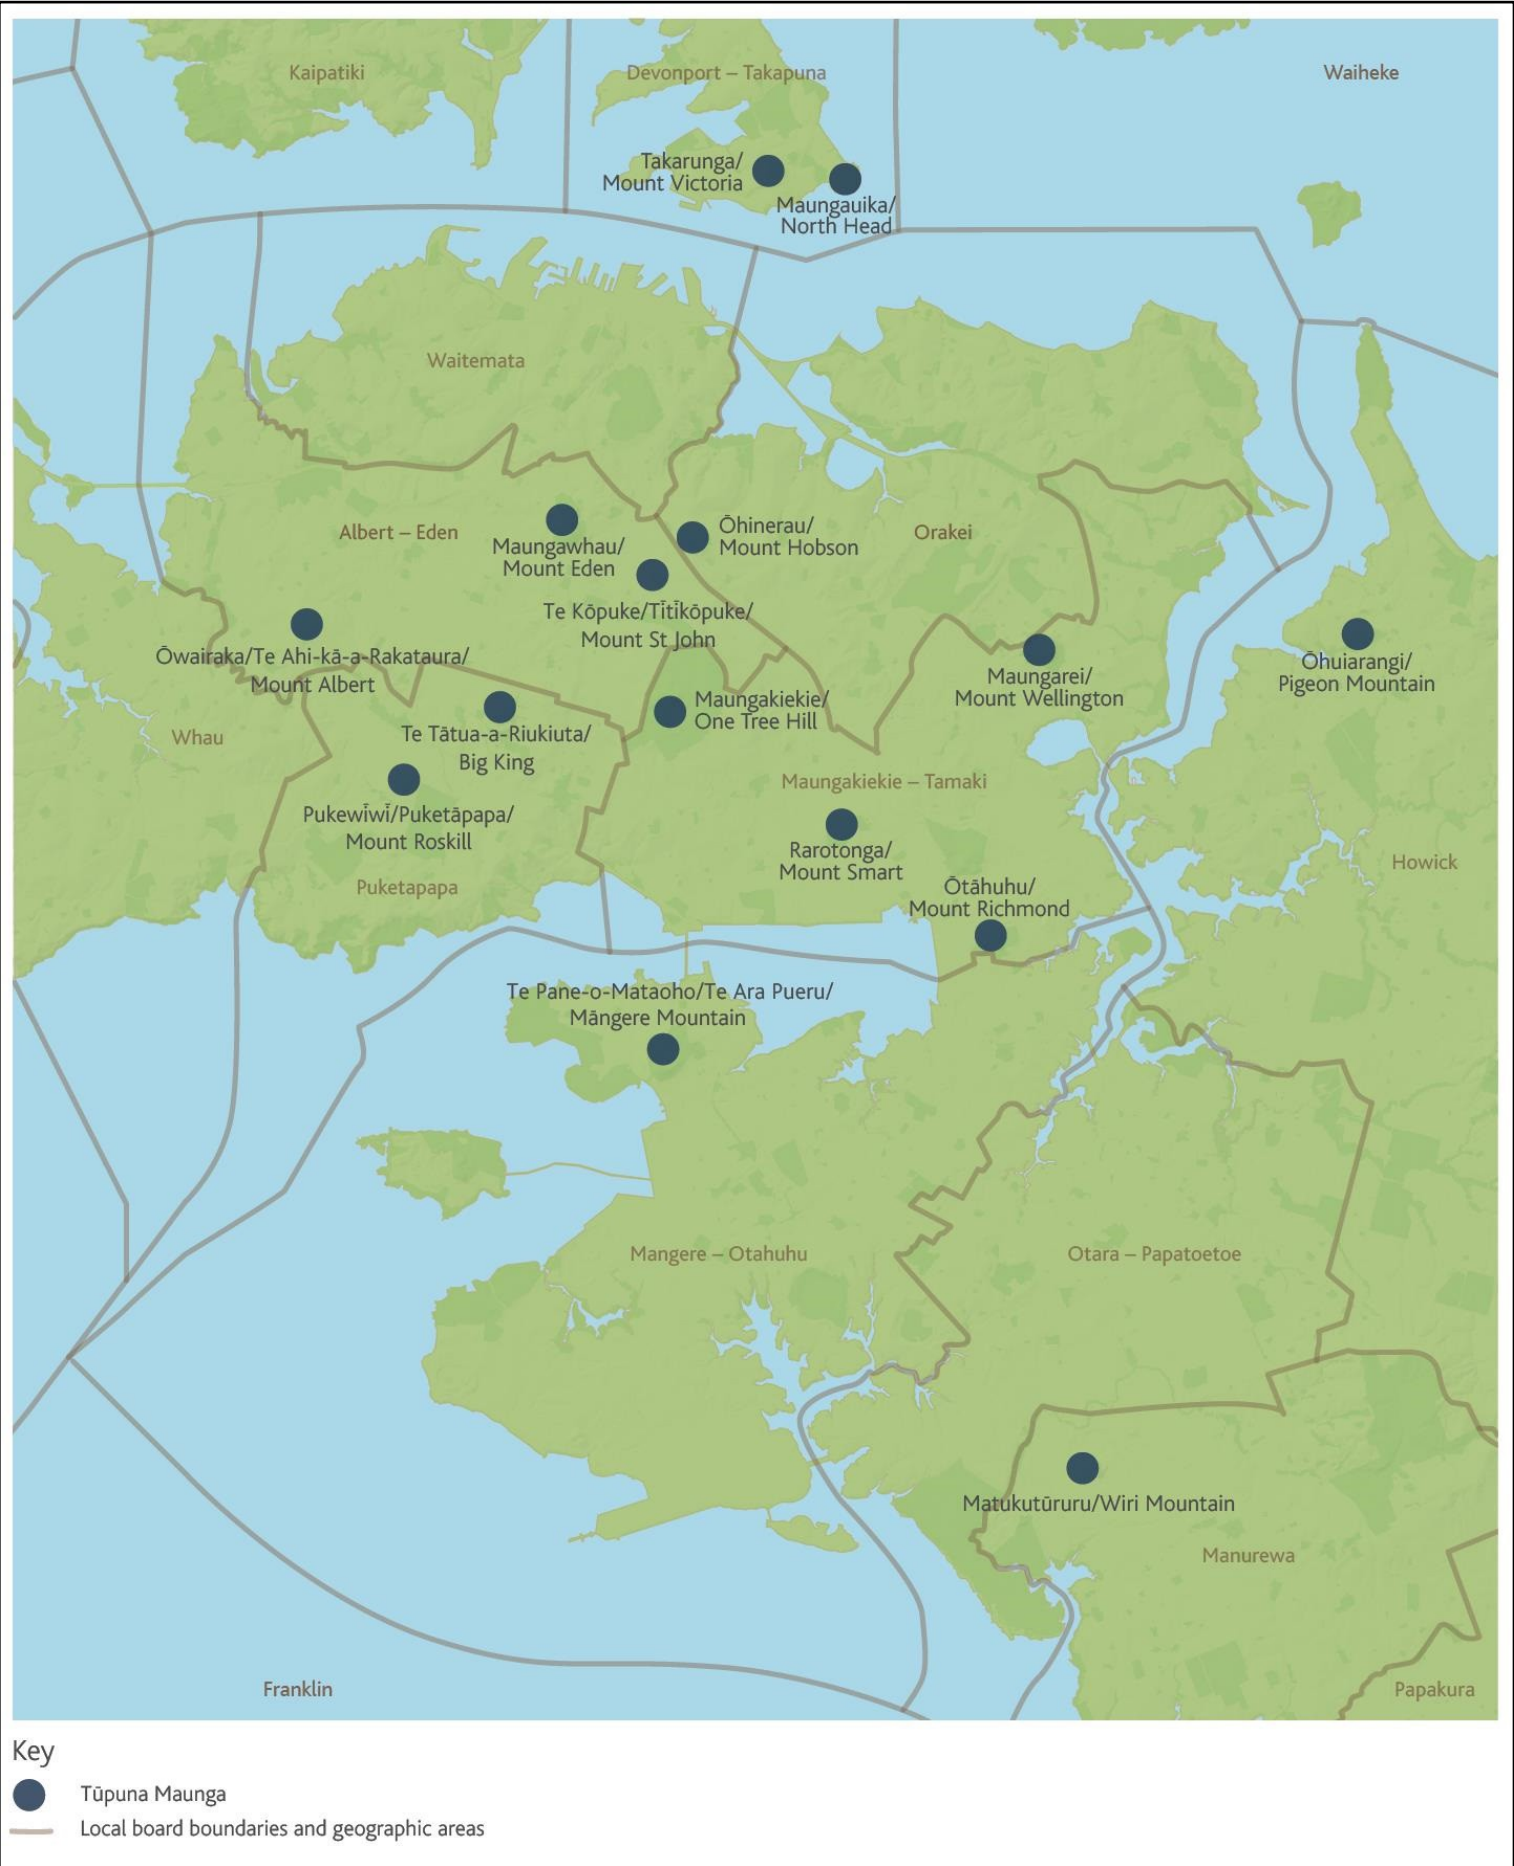 Kaipatiki
Devonport – Takapuna
Waiheke
Takarunga/
Mount Victoria
Maungauika/
North Head
Waitemata
Albert – Eden
Maungawhau/
Mount Eden
Ōhinerau/
Mount Hobson
Orakei
Te Kōpuke/Tītīkōpuke/
Mount St John
Ōwairaka/Te Ahi-kā-a-Rakataura/
Mount Albert
Maungarei/
Mount Wellington
Ōhuiarangi/
Pigeon Mountain
Whau
Te Tātua-a-Riukiuta/
Big King
Maungakiekie/
One Tree Hill
Maungakiekie – Tamaki
Pukewīwī/Puketāpapa/
Mount Roskill
Rarotonga/
Mount Smart
Howick
Puketapapa
Ōtāhuhu/
Mount Richmond
Te Pane-o-Mataoho/Te Ara Pueru/
Māngere Mountain
Mangere – Otahuhu
Otara – Papatoetoe
Matukutūruru/Wiri Mountain
Manurewa
Franklin
Papakura
Key
Tūpuna Maunga
Local board boundaries and geographic areas